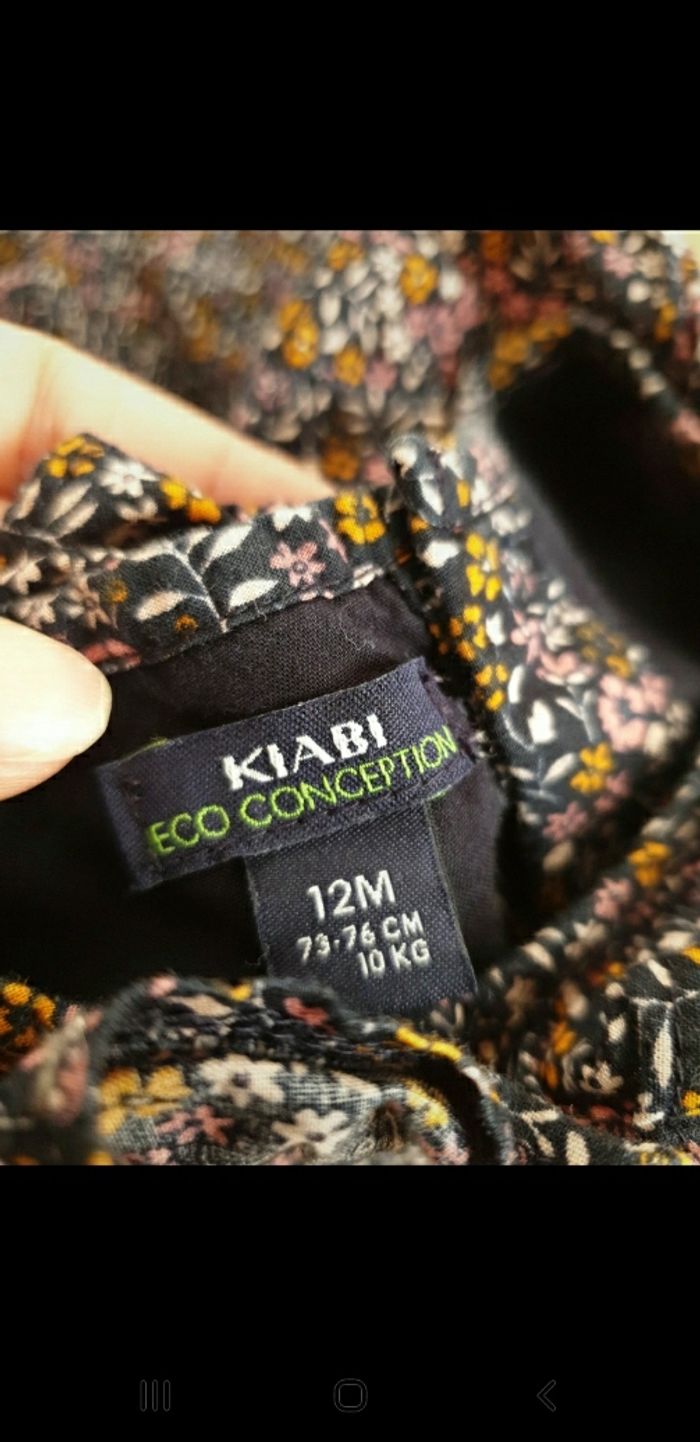 KIABI
ECO CONCEPTION
12M
73-76 CM
10 KG